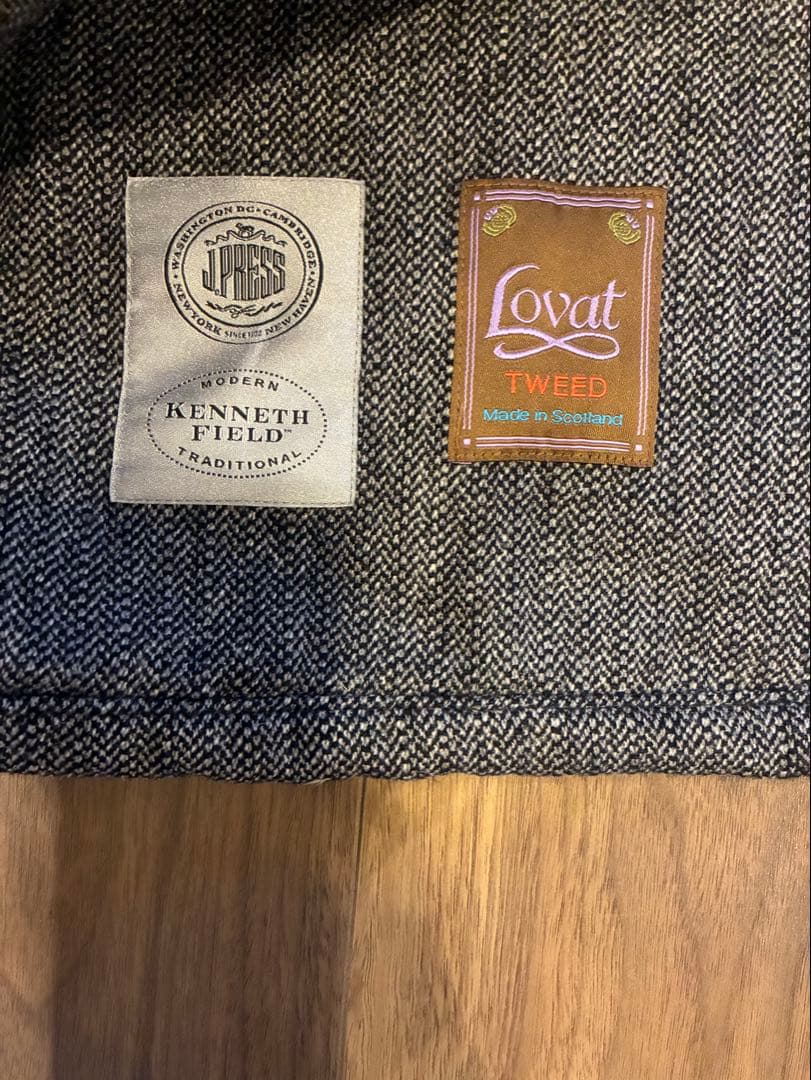 WASHINGTON DC • CAMBRIDGE
J.PRESS
NEW YORK SINCE 1902 NEW HAVEN
MODERN
KENNETH
FIELD™
TRADITIONAL
Lovat
TWEED
Made in Scotland